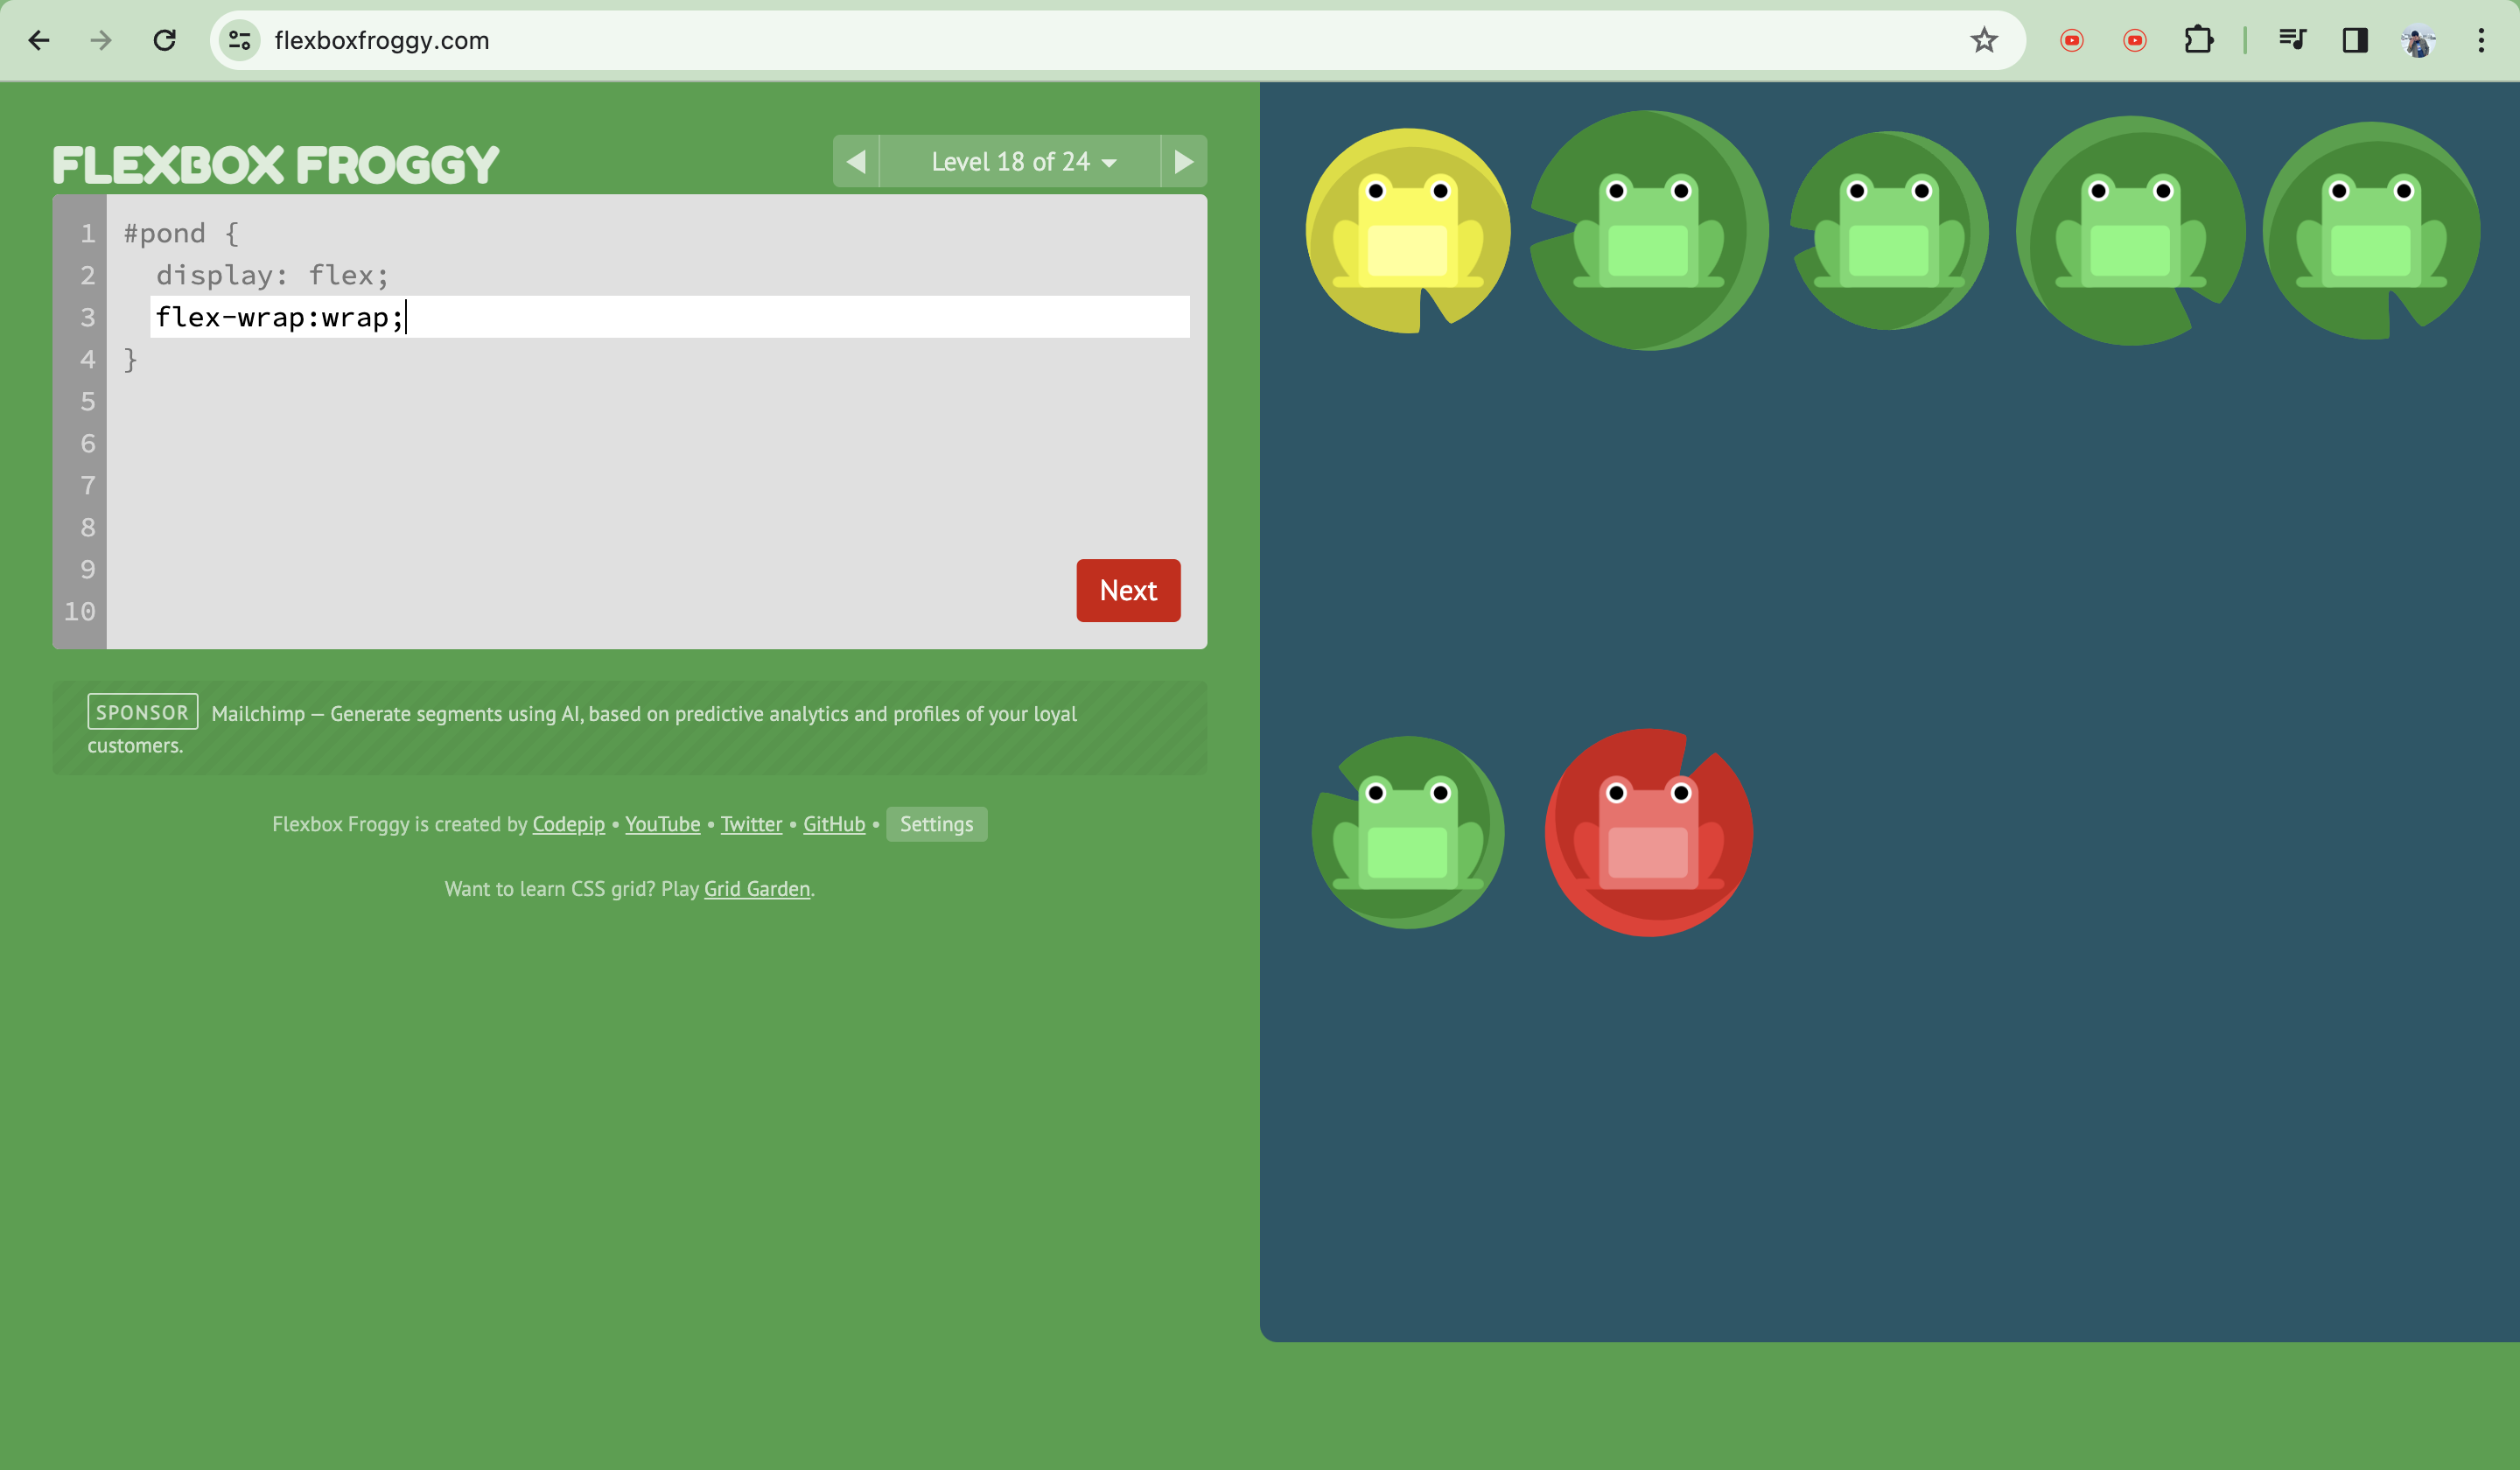 flexboxfroggy.com
FLEXBOX FROGGY
Level 18 of 24
1 #pond {
2 display: flex;
3 flex-wrap:wrap;
4 }
5
6
7
8
9
10
Next
SPONSOR Mailchimp — Generate segments using AI, based on predictive analytics and profiles of your loyal
customers.
Flexbox Froggy is created by Codepip • YouTube • Twitter • GitHub • Settings
Want to learn CSS grid? Play Grid Garden.